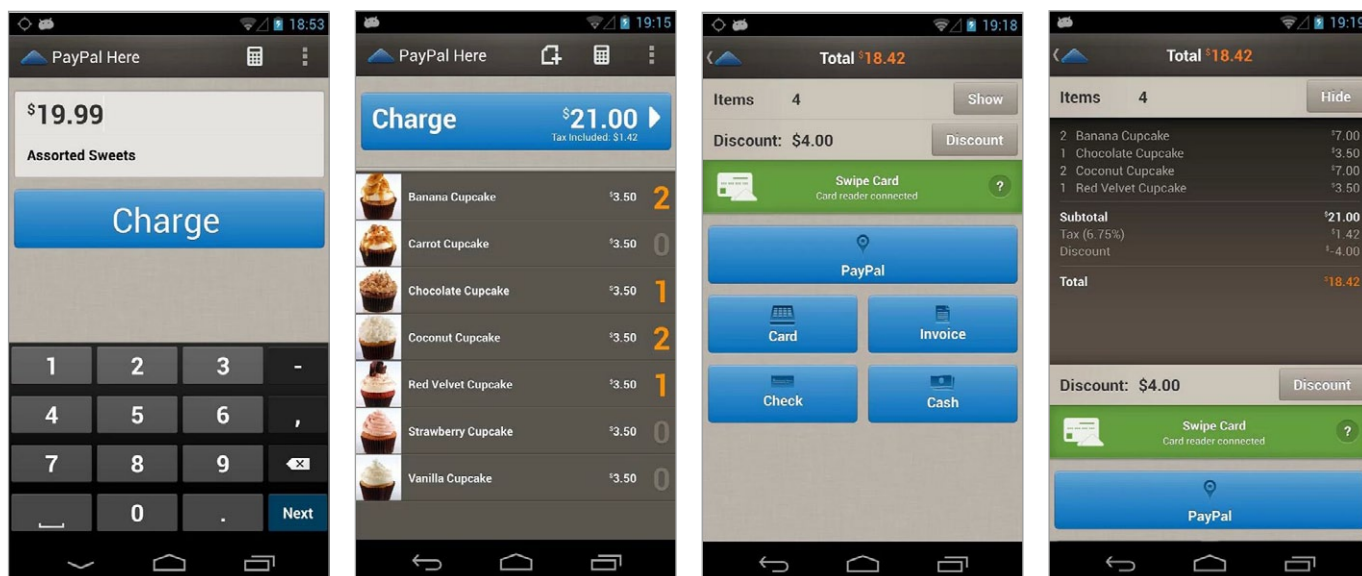 18:53
PayPal Here
$19.99
Assorted Sweets
Charge
1 2 3 -
4 5 6 ,
7 8 9
0 . Next
19:15
PayPal Here
Charge $21.00
Tax Included: $1.42
Banana Cupcake $3.50 2
Carrot Cupcake $3.50 0
Chocolate Cupcake $3.50 1
Coconut Cupcake $3.50 2
Red Velvet Cupcake $3.50 1
Strawberry Cupcake $3.50 0
Vanilla Cupcake $3.50 0
19:18
Total $18.42
Items 4 Show
Discount: $4.00 Discount
Swipe Card
Card reader connected
?
PayPal
Card Invoice
Check Cash
19:19
Total $18.42
Items 4 Hide
2 Banana Cupcake $7.00
1 Chocolate Cupcake $3.50
2 Coconut Cupcake $7.00
1 Red Velvet Cupcake $3.50
Subtotal $21.00
Tax (6.75%) $1.42
Discount $-4.00
Total $18.42
Discount: $4.00 Discount
Swipe Card
Card reader connected
?
PayPal